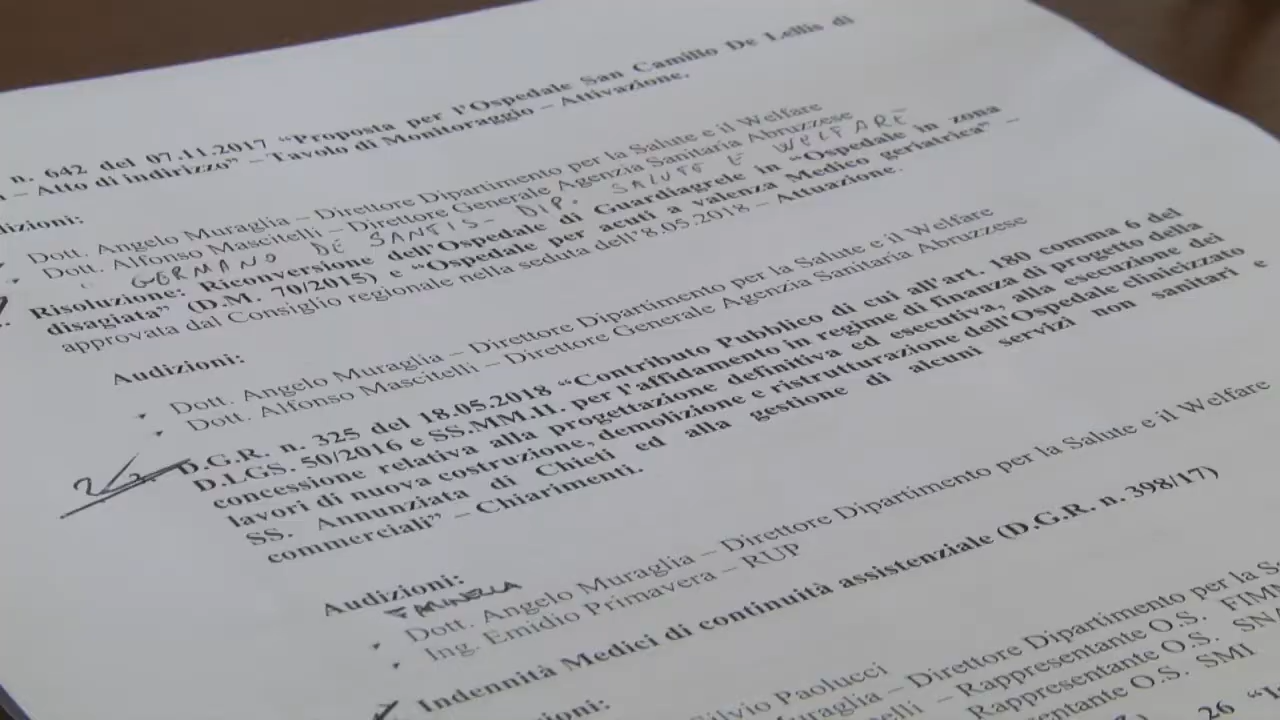 n. 642 del 07.11.2017 “Proposta per l’Ospedale San Camillo De Lellis di
– Atto di indirizzo” – Tavolo di Monitoraggio – Attivazione.
dizioni:
Dott. Angelo Muraglia – Direttore Dipartimento per la Salute e il Welfare
Dott. Alfonso Mascitelli – Direttore Generale Agenzia Sanitaria Abruzzese
GERMANO DE SANTIS - DIP. SALUTE E WELFARE
Risoluzione: Riconversione dell’Ospedale di Guardiagrele in “Ospedale in zona
disagiata” (D.M. 70/2015) e “Ospedale per acuti a valenza Medico geriatrica” –
approvata dal Consiglio regionale nella seduta dell’8.05.2018 – Attuazione.
Audizioni:
Dott. Angelo Muraglia – Direttore Dipartimento per la Salute e il Welfare
Dott. Alfonso Mascitelli – Direttore Generale Agenzia Sanitaria Abruzzese
D.G.R. n. 325 del 18.05.2018 “Contributo Pubblico di cui all’art. 180 comma 6 del
D.LGS. 50/2016 e SS.MM.II. per l’affidamento in regime di finanza di progetto della
concessione relativa alla progettazione definitiva ed esecutiva, alla esecuzione dei
lavori di nuova costruzione, demolizione e ristrutturazione dell’Ospedale clinicizzato
SS. Annunziata di Chieti ed alla gestione di alcuni servizi non sanitari e
commerciali” – Chiarimenti.
Audizioni:
Dott. Angelo Muraglia – Direttore Dipartimento per la Salute e il Welfare
Ing. Emidio Primavera – RUP
Indennità Medici di continuità assistenziale (D.G.R. n. 398/17)
oni:
Silvio Paolucci
uraglia – Direttore Dipartimento per la S
itelli – Rappresentante O.S. FIM
Rappresentante O.S. SN
entante O.S. SMI
26